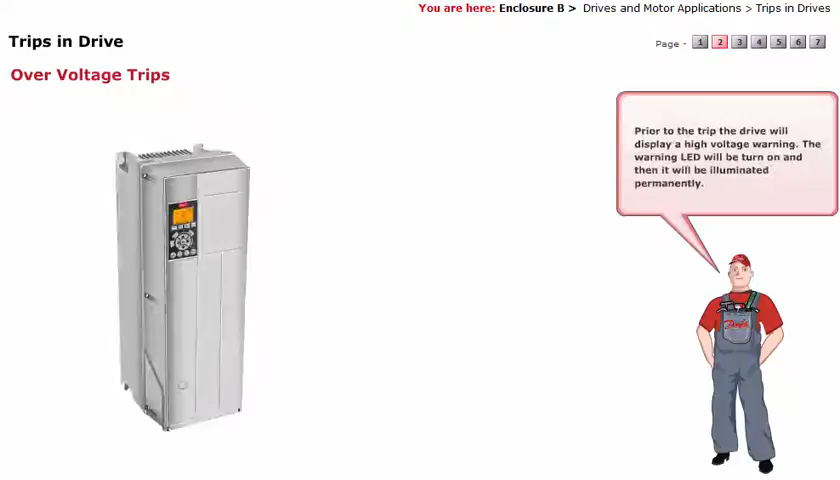 You are here: Enclosure B > Drives and Motor Applications > Trips in Drives
Trips in Drive
Page - 1 2 3 4 5 6 7
Over Voltage Trips
Prior to the trip the drive will
display a high voltage warning. The
warning LED will be turn on and
then it will be illuminated
permanently.
Danfoss